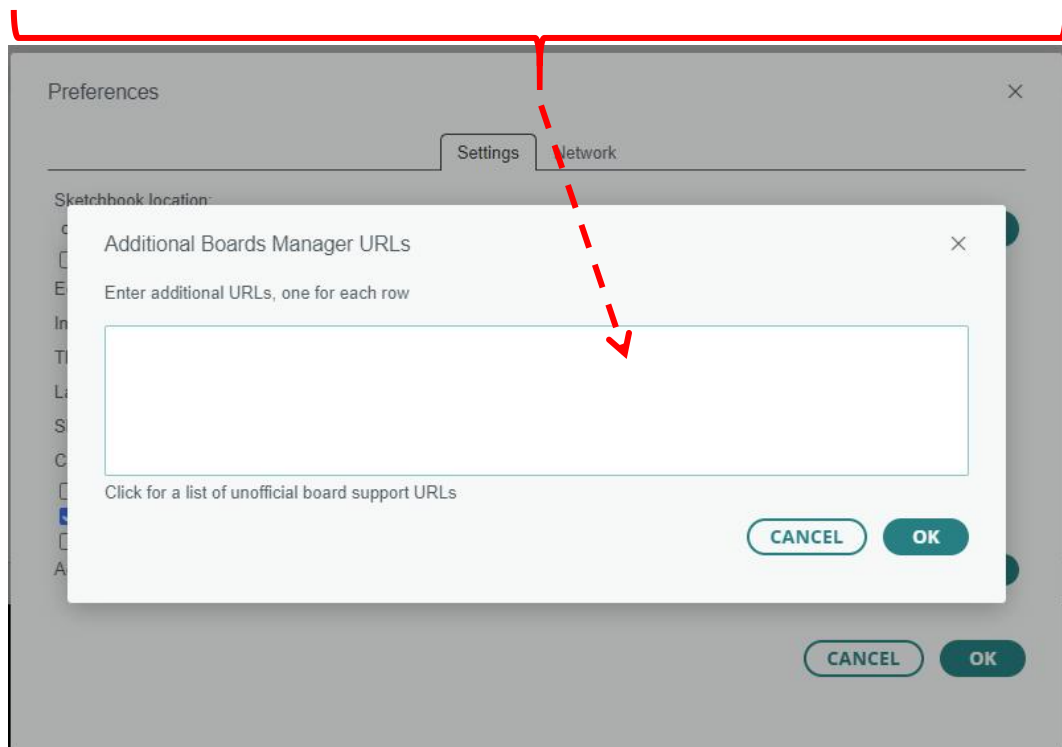 Preferences
Settings Network
Sketchbook location:
Additional Boards Manager URLs
Enter additional URLs, one for each row
Click for a list of unofficial board support URLs
CANCEL OK
CANCEL OK